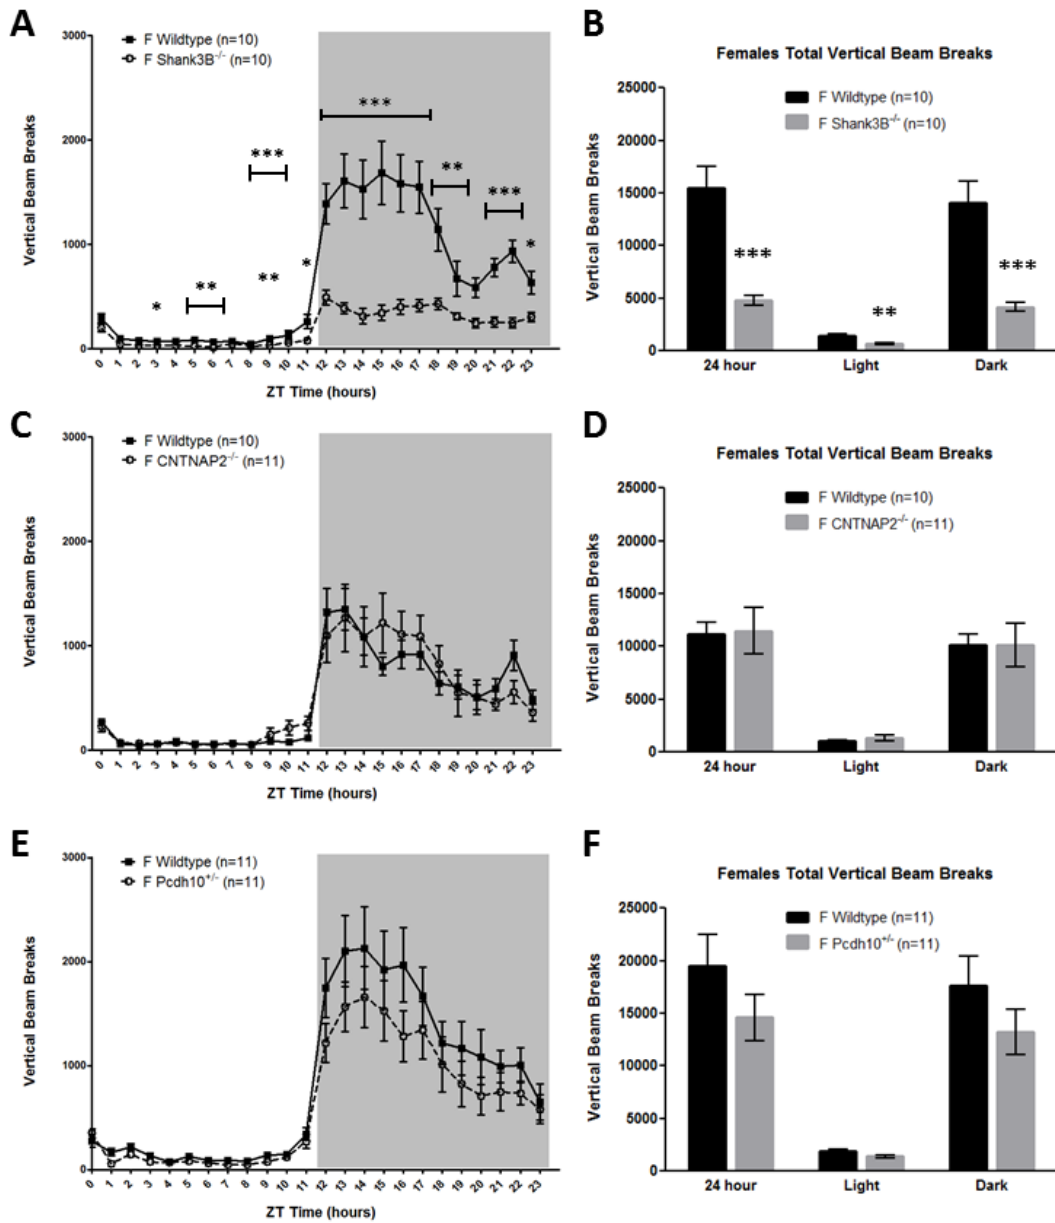 A
3000
2000
1000
0
Vertical Beam Breaks
F Wildtype (n=10)
F Shank3B-/- (n=10)
*
**
***
**
*
***
**
***
*
0 1 2 3 4 5 6 7 8 9 10 11 12 13 14 15 16 17 18 19 20 21 22 23
ZT Time (hours)
B
Females Total Vertical Beam Breaks
25000
20000
15000
10000
5000
0
Vertical Beam Breaks
F Wildtype (n=10)
F Shank3B-/- (n=10)
***
**
***
24 hour Light Dark
C
3000
2000
1000
0
Vertical Beam Breaks
F Wildtype (n=10)
F CNTNAP2-/- (n=11)
0 1 2 3 4 5 6 7 8 9 10 11 12 13 14 15 16 17 18 19 20 21 22 23
ZT Time (hours)
D
Females Total Vertical Beam Breaks
25000
20000
15000
10000
5000
0
Vertical Beam Breaks
F Wildtype (n=10)
F CNTNAP2-/- (n=11)
24 hour Light Dark
E
3000
2000
1000
0
Vertical Beam Breaks
F Wildtype (n=11)
F Pcdh10+/- (n=11)
0 1 2 3 4 5 6 7 8 9 10 11 12 13 14 15 16 17 18 19 20 21 22 23
ZT Time (hours)
F
Females Total Vertical Beam Breaks
25000
20000
15000
10000
5000
0
Vertical Beam Breaks
F Wildtype (n=11)
F Pcdh10+/- (n=11)
24 hour Light Dark